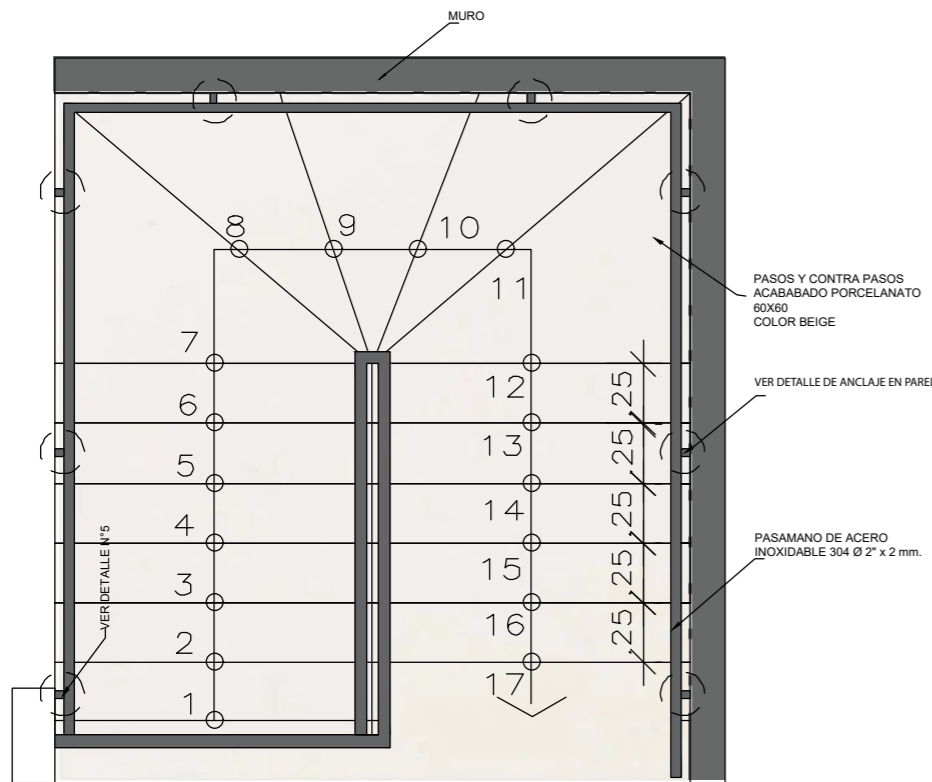 MURO
8
9
10
11
PASOS Y CONTRA PASOS
ACABABADO PORCELANATO
60X60
COLOR BEIGE
7
12
.25
VER DETALLE DE ANCLAJE EN PARED
6
13
.25
5
14
.25
4
15
.25
PASAMANO DE ACERO
INOXIDABLE 304 Ø 2" x 2 mm.
3
16
.25
VER DETALLE N°5
2
17
1